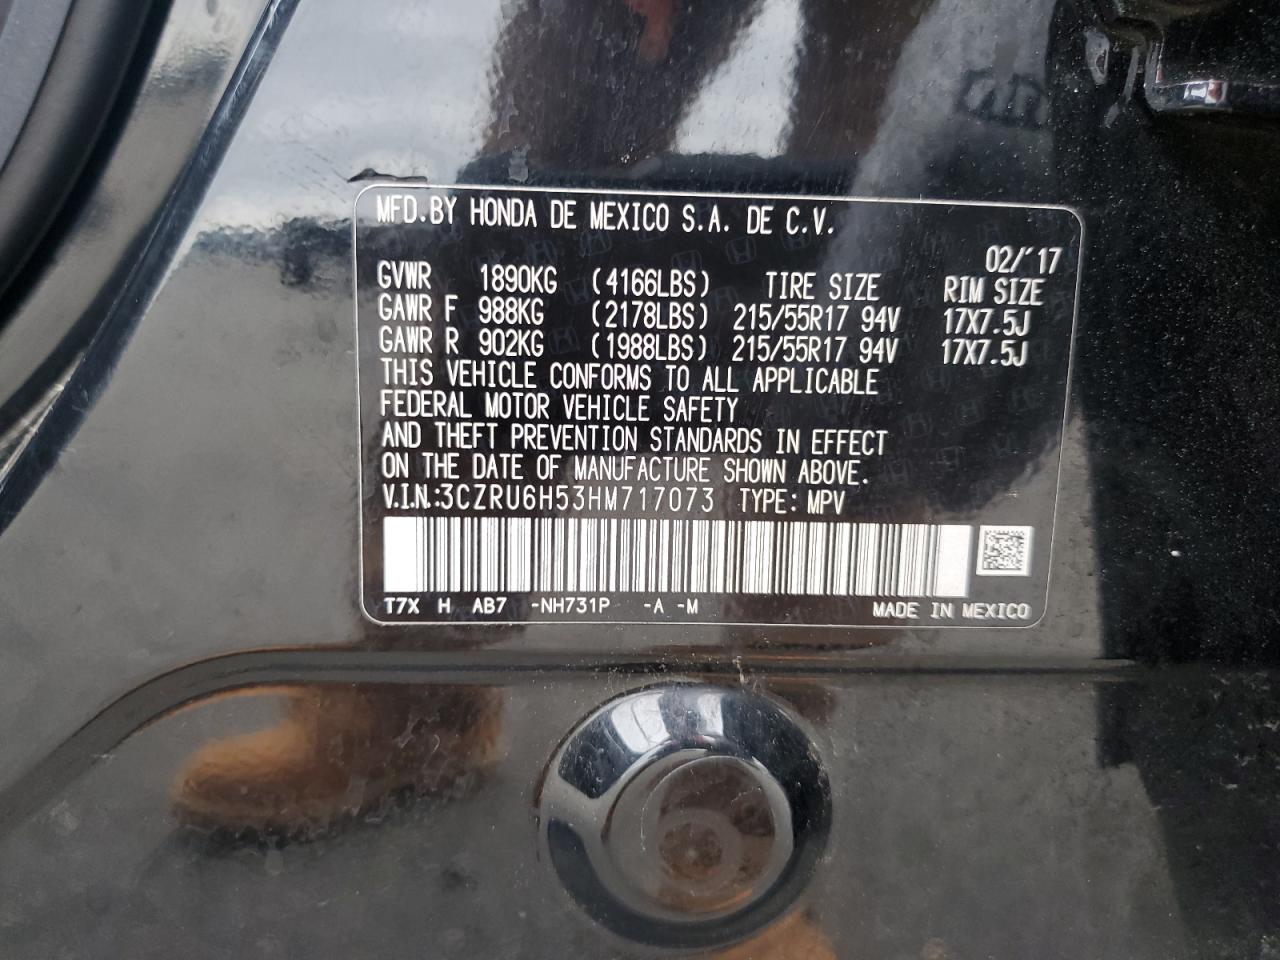 MFD.BY HONDA DE MEXICO S.A. DE C.V.
02/'17
GVWR 1890KG (4166LBS) TIRE SIZE RIM SIZE
GAWR F 988KG (2178LBS) 215/55R17 94V 17X7.5J
GAWR R 902KG (1988LBS) 215/55R17 94V 17X7.5J
THIS VEHICLE CONFORMS TO ALL APPLICABLE
FEDERAL MOTOR VEHICLE SAFETY
AND THEFT PREVENTION STANDARDS IN EFFECT
ON THE DATE OF MANUFACTURE SHOWN ABOVE.
V.I.N.:3CZRU6H53HM717073 TYPE: MPV
T7X H AB7 -NH731P -A -M MADE IN MEXICO